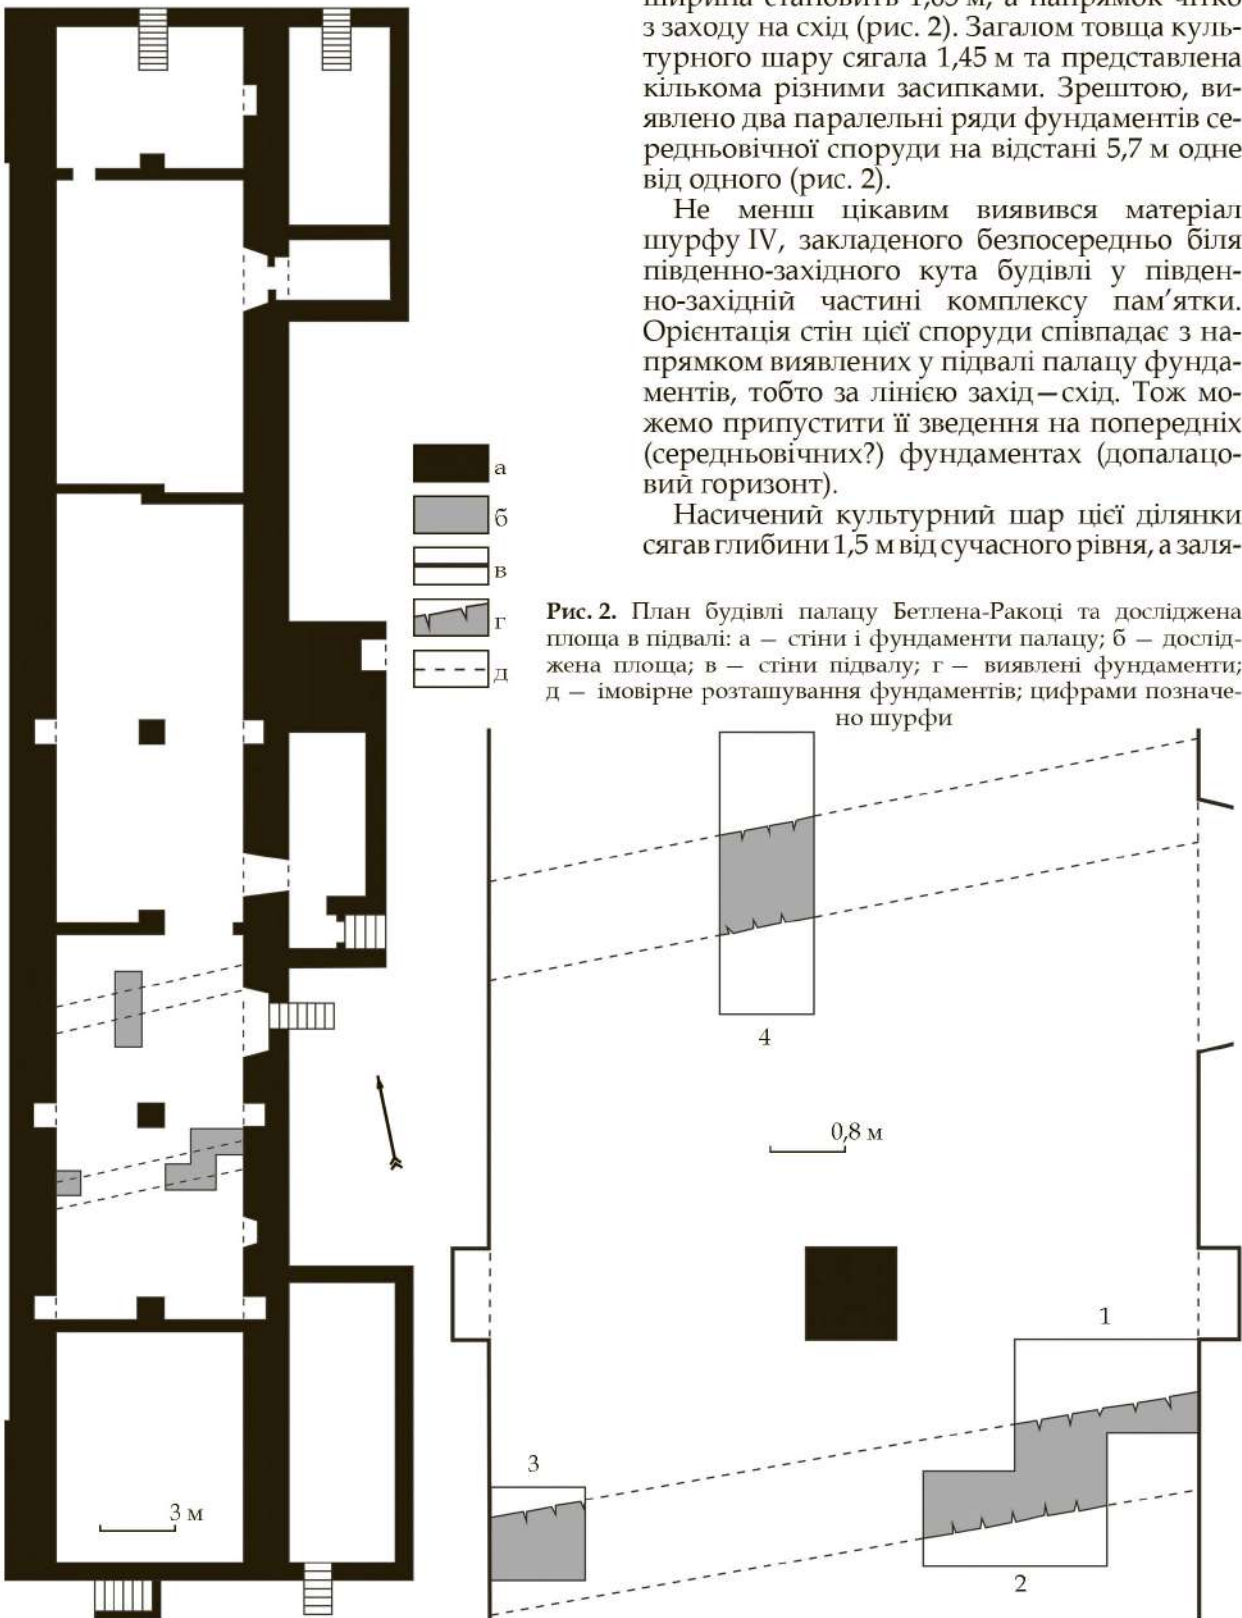 ширина становить 1,65 м, а напрямок чітко
з заходу на схід (рис. 2). Загалом товща куль-
турного шару сягала 1,45 м та представлена
кількома різними засипками. Зрештою, ви-
явлено два паралельні ряди фундаментів се-
редньовічної споруди на відстані 5,7 м одне
від одного (рис. 2).
Не менш цікавим виявився матеріал
шурфу IV, закладеного безпосередньо біля
південно-західного кута будівлі у півден-
но-західній частині комплексу пам’ятки.
Орієнтація стін цієї споруди співпадає з на-
прямком виявлених у підвалі палацу фунда-
ментів, тобто за лінією захід—схід. Тож мо-
жемо припустити її зведення на попередніх
(середньовічних?) фундаментах (допалацо-
вий горизонт).
Насичений культурний шар цієї ділянки
сягав глибини 1,5 м від сучасного рівня, а заля-
а
б
в
г
д
Рис. 2. План будівлі палацу Бетлена-Ракоці та досліджена
площа в підвалі: а — стіни і фундаменти палацу; б — дослід-
жена площа; в — стіни підвалу; г — виявлені фундаменти;
д — імовірне розташування фундаментів; цифрами позначе-
но шурфи
4
0,8 м
1
3
2
3 м